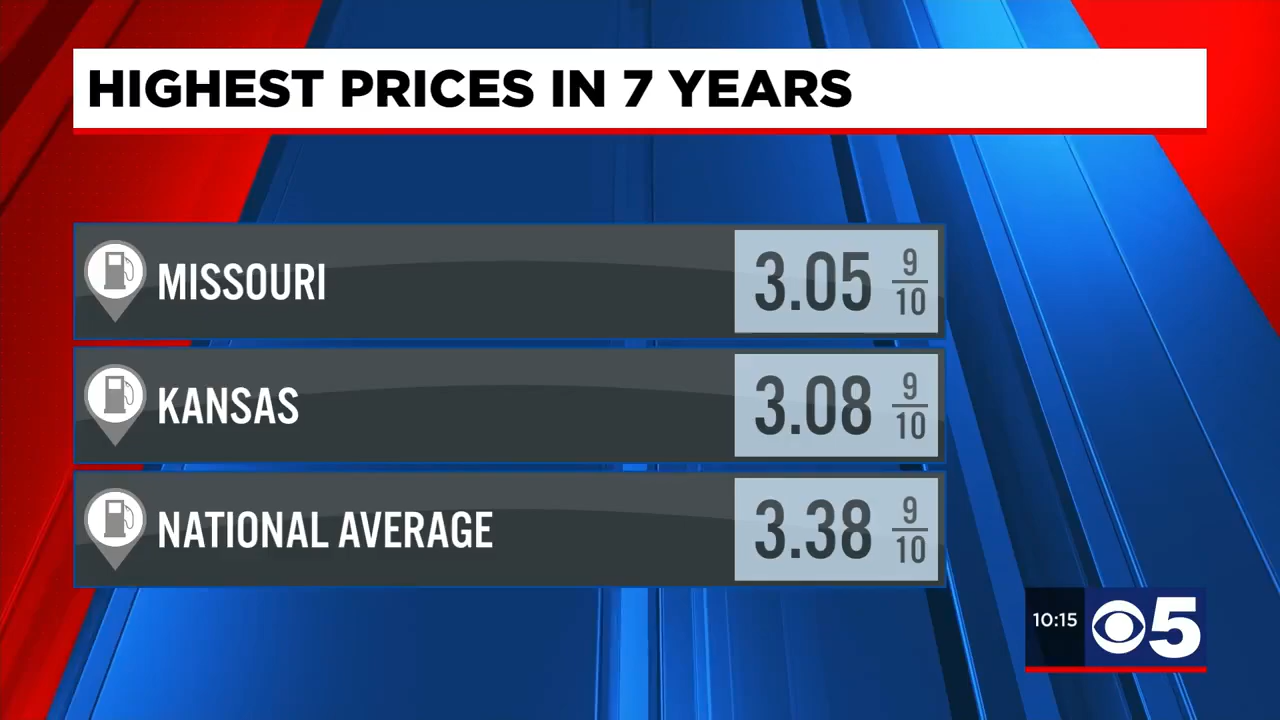 HIGHEST PRICES IN 7 YEARS
MISSOURI 3.05 9/10
KANSAS 3.08 9/10
NATIONAL AVERAGE 3.38 9/10
10:15 5